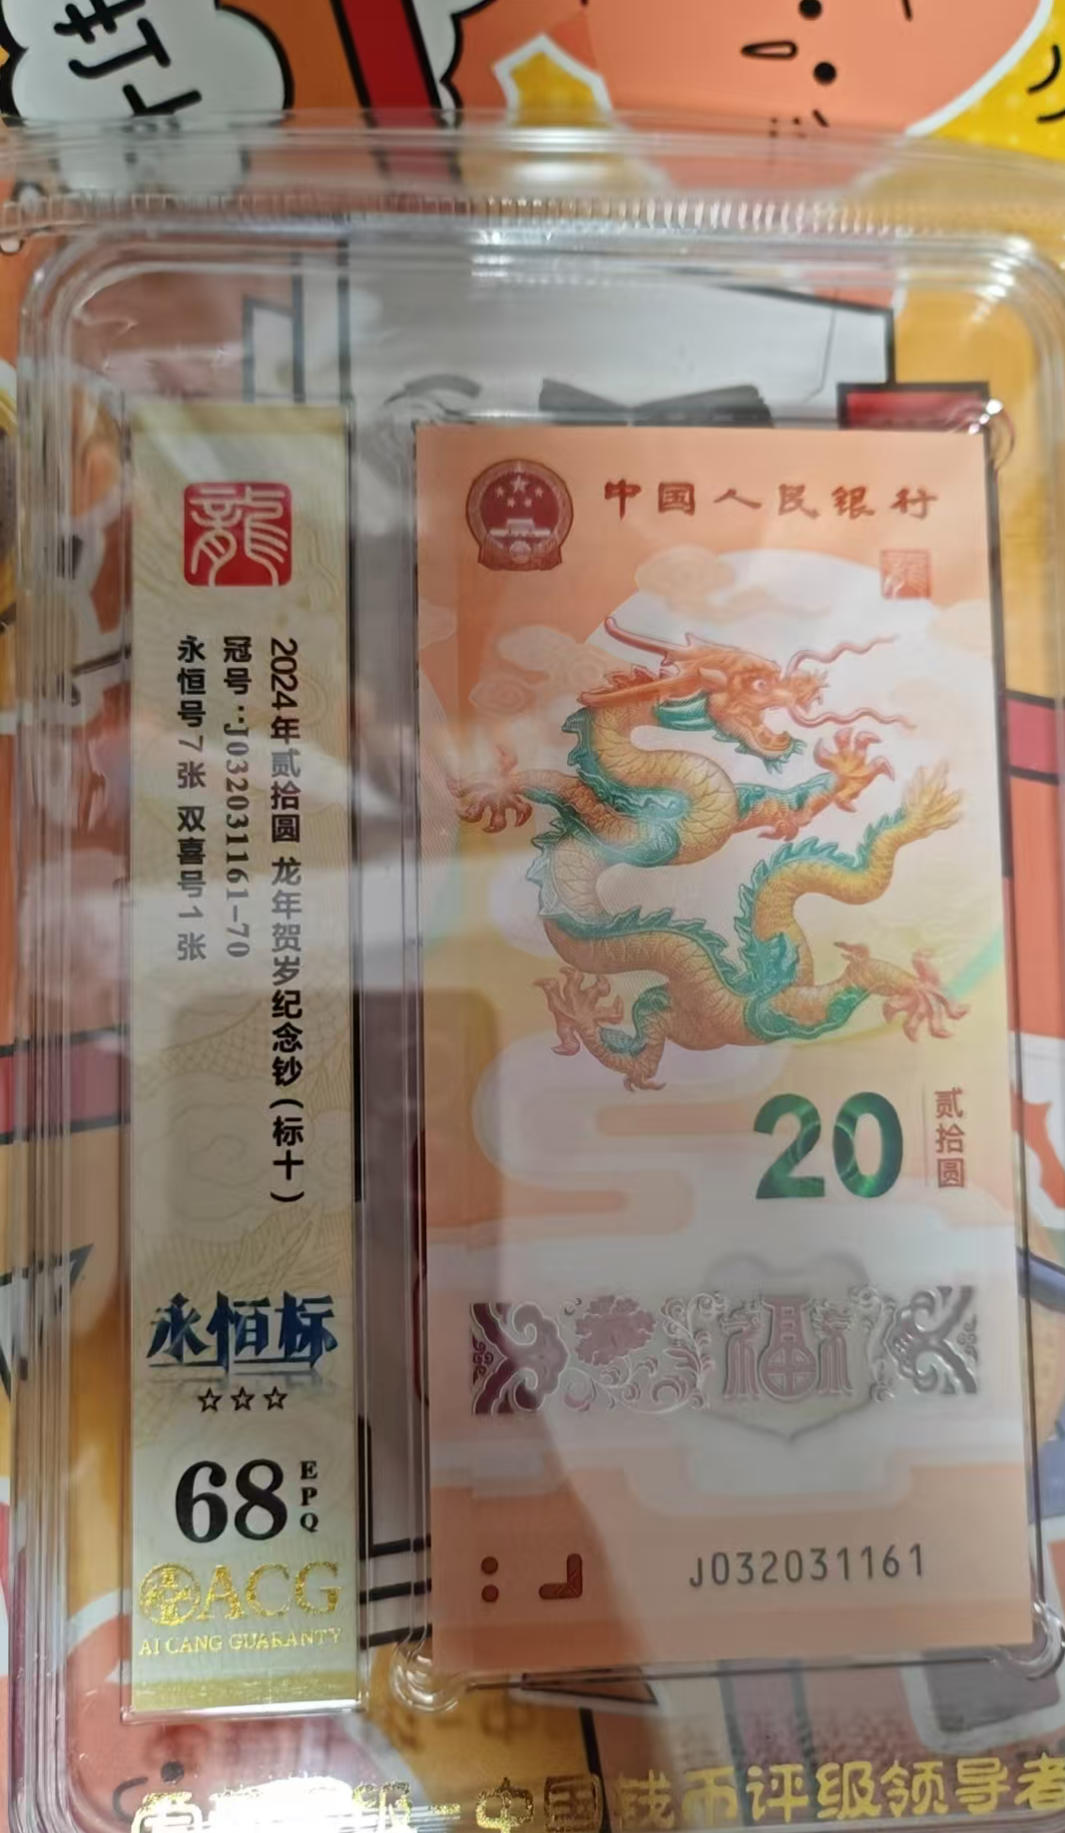 龍
2024年贰拾圆 龙年贺岁纪念钞(标十)
冠号:J032031161-70
永恒号7张 双喜号1张
永恒标
☆☆☆
68
EPQ
ACG
AI CANG GUARANTY
中国人民银行
20
贰拾圆
福
J032031161
中国钱币评级领导者